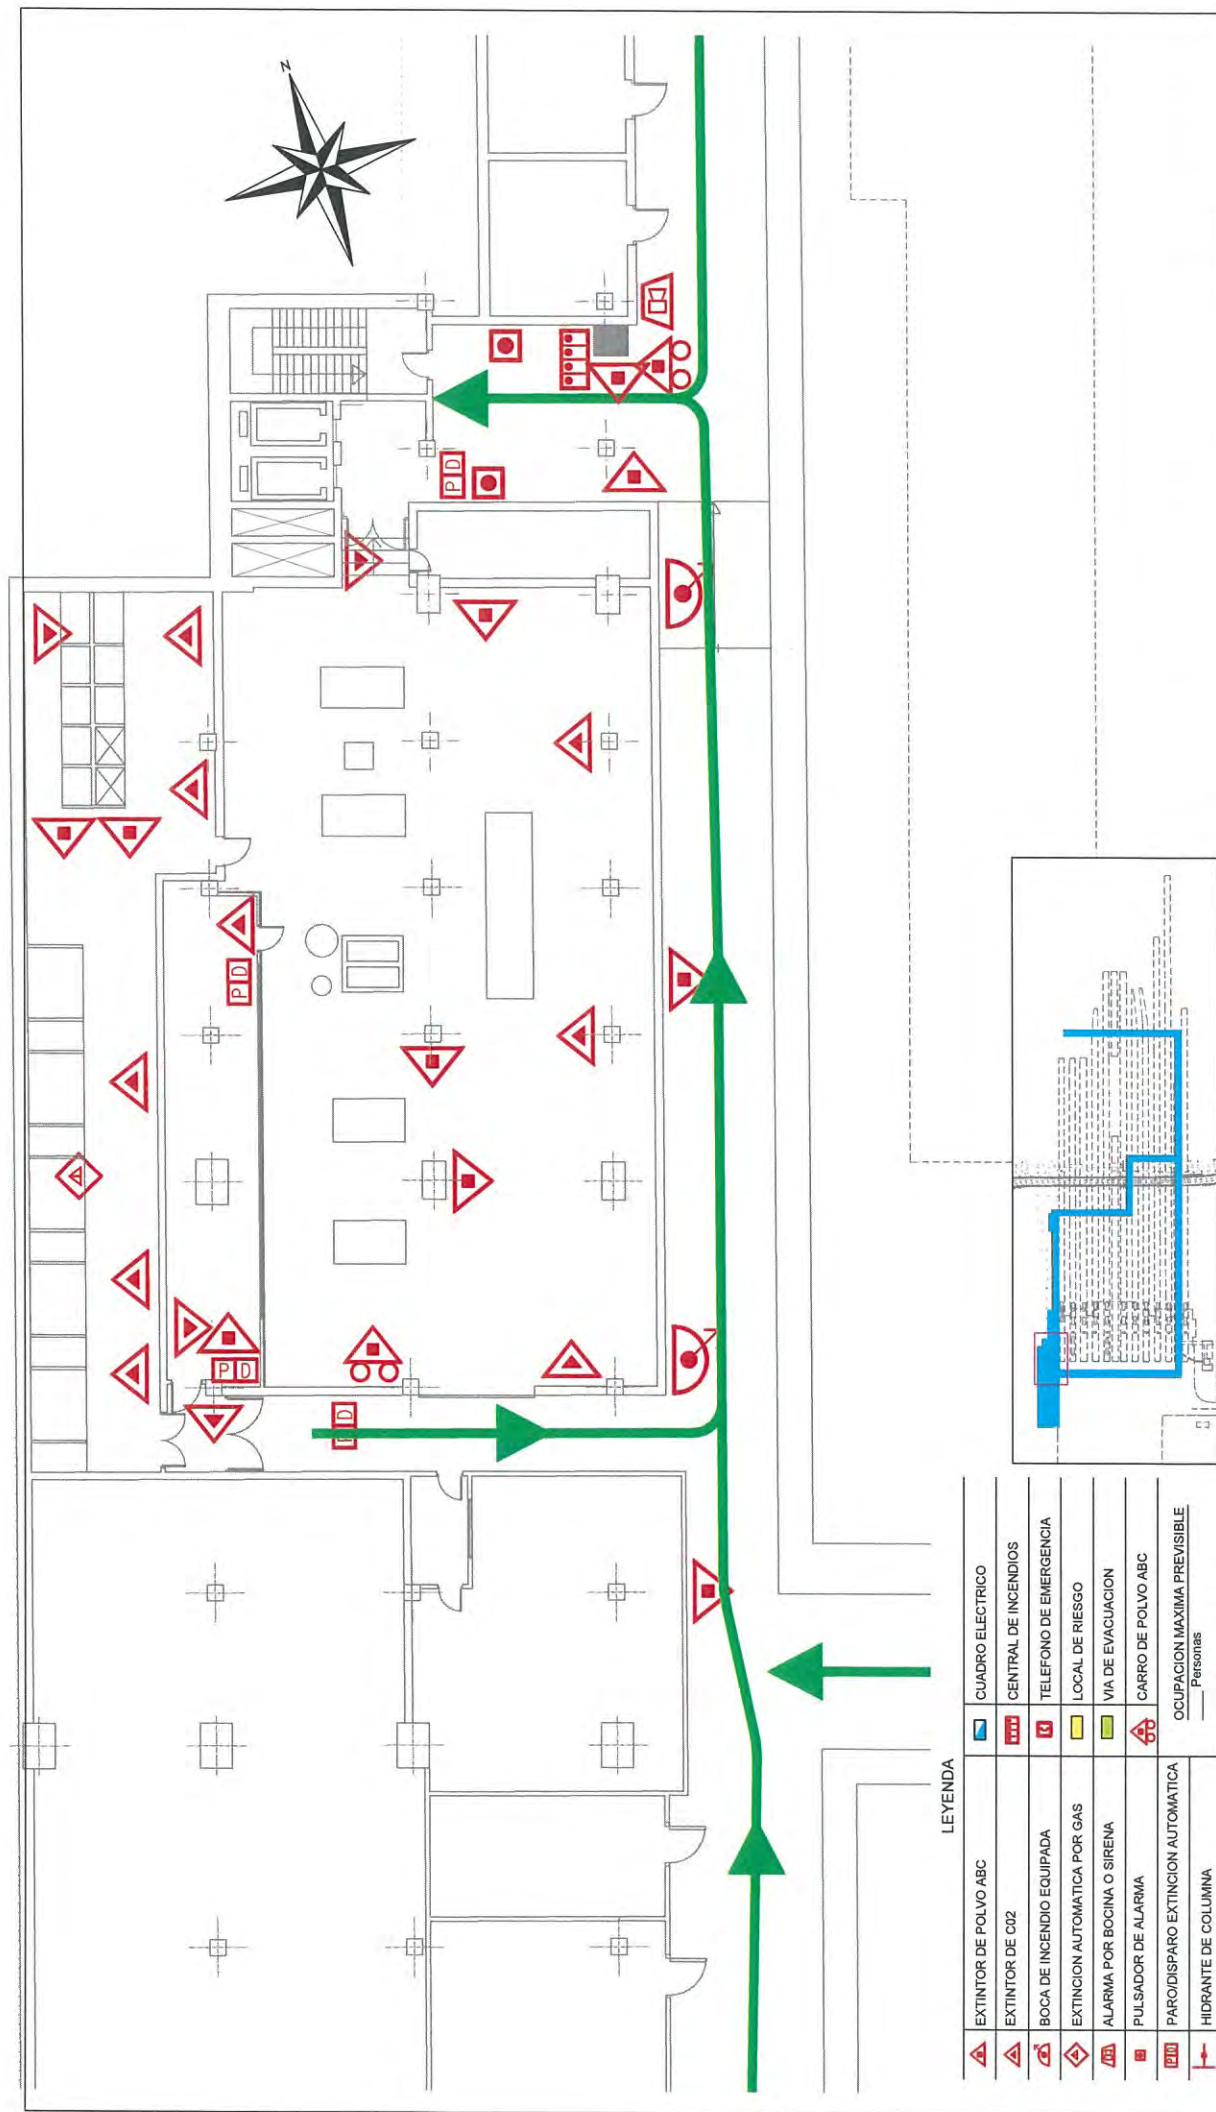 N
P D
P D
P D
P D
LEYENDA
EXTINTOR DE POLVO ABC
EXTINTOR DE C02
BOCA DE INCENDIO EQUIPADA
EXTINCION AUTOMATICA POR GAS
ALARMA POR BOCINA O SIRENA
PULSADOR DE ALARMA
P D PARO/DISPARO EXTINCION AUTOMATICA
HIDRANTE DE COLUMNA
CUADRO ELECTRICO
CENTRAL DE INCENDIOS
TELEFONO DE EMERGENCIA
LOCAL DE RIESGO
VIA DE EVACUACION
CARRO DE POLVO ABC
OCUPACION MAXIMA PREVISIBLE
____ Personas